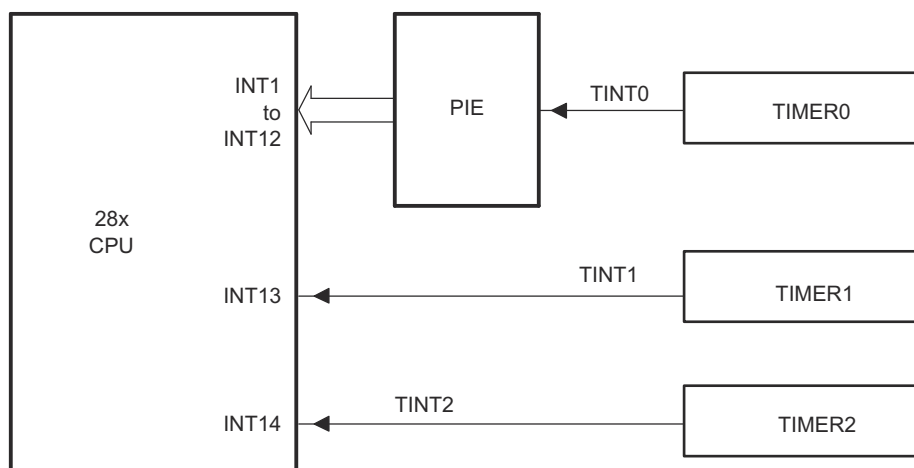 INT1
to
INT12
PIE
TINT0
TIMER0
28x
CPU
INT13
TINT1
TIMER1
INT14
TINT2
TIMER2